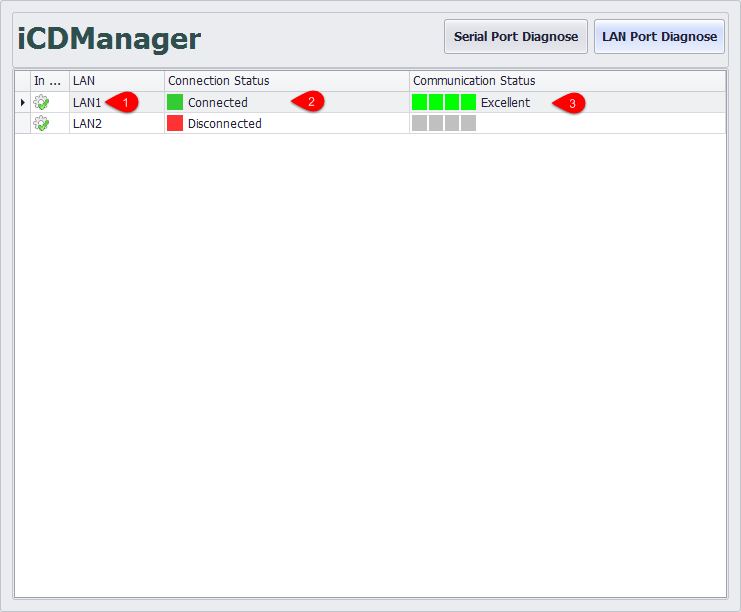 iCDManager
Serial Port Diagnose LAN Port Diagnose
In ... LAN Connection Status Communication Status
LAN1 1 Connected 2 Excellent 3
LAN2 Disconnected